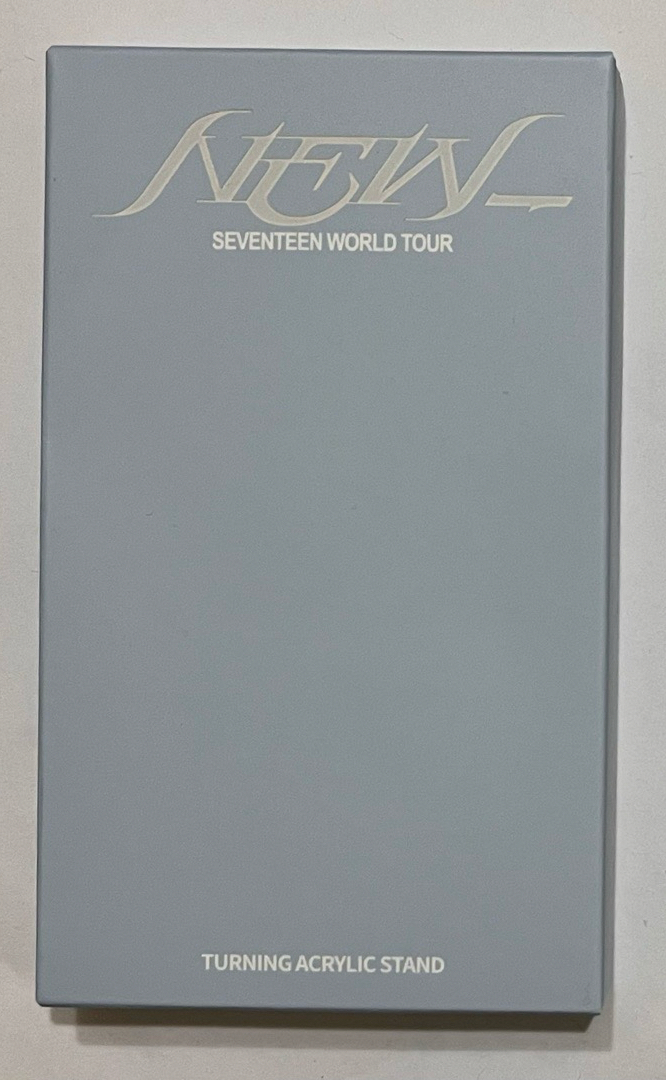 NEW_
SEVENTEEN WORLD TOUR
TURNING ACRYLIC STAND